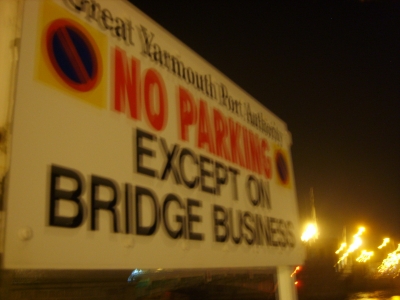 Great Yarmouth Port Authority
NO PARKING
EXCEPT ON
BRIDGE BUSINESS